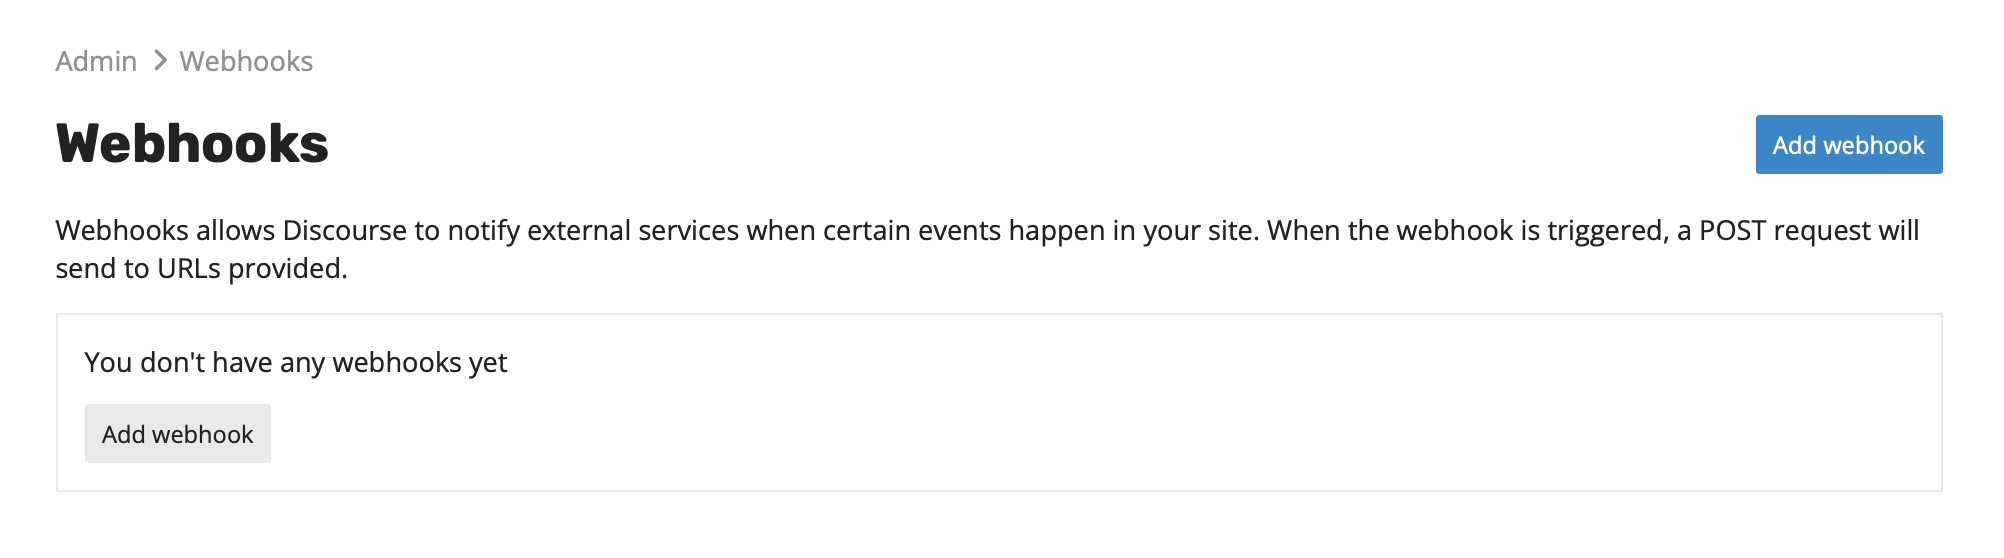 Admin > Webhooks
Webhooks
Add webhook
Webhooks allows Discourse to notify external services when certain events happen in your site. When the webhook is triggered, a POST request will
send to URLs provided.
You don't have any webhooks yet
Add webhook